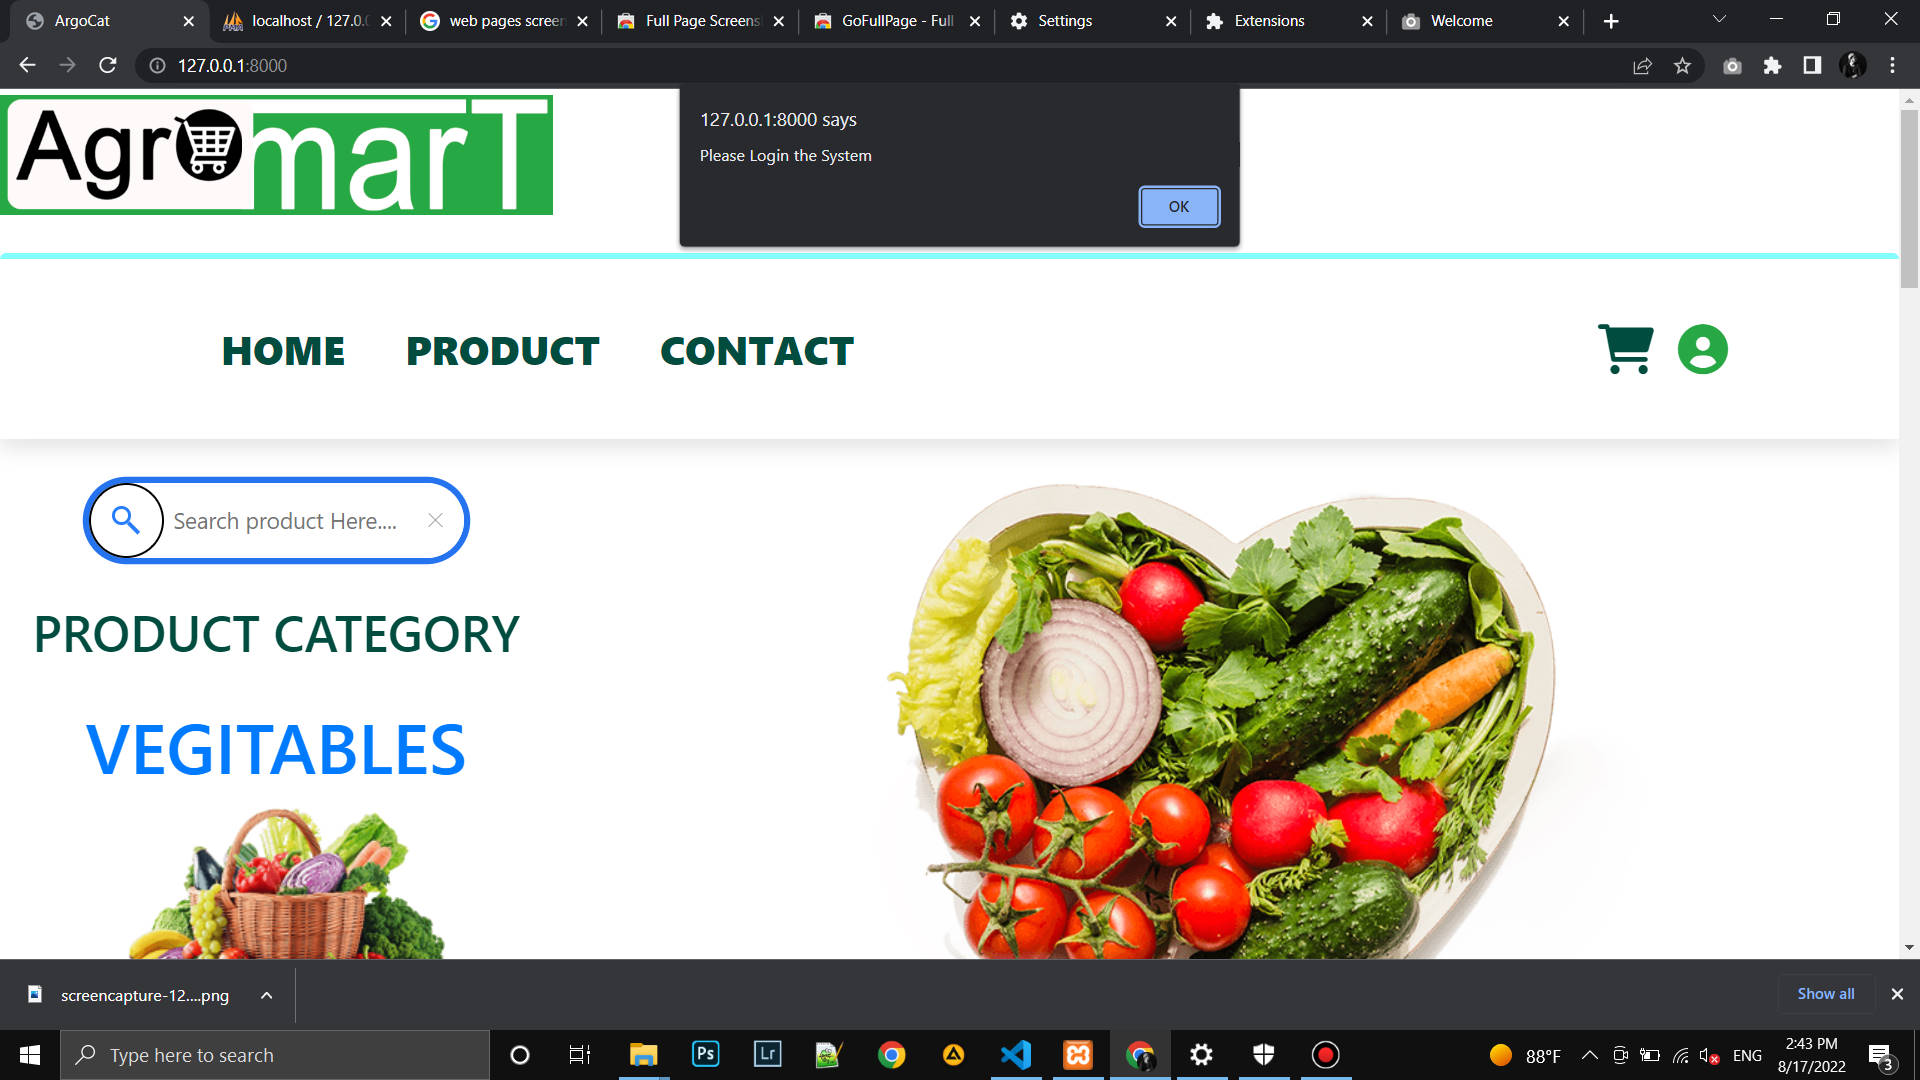 ArgoCat
localhost / 127.0.0
web pages screen
Full Page Screens
GoFullPage - Full
Settings
Extensions
Welcome
127.0.0.1:8000
AgromarT
127.0.0.1:8000 says
Please Login the System
OK
HOME
PRODUCT
CONTACT
Search product Here....
PRODUCT CATEGORY
VEGITABLES
screencapture-12....png
Show all
Type here to search
Ps
Lr
88°F
ENG
2:43 PM
8/17/2022
3